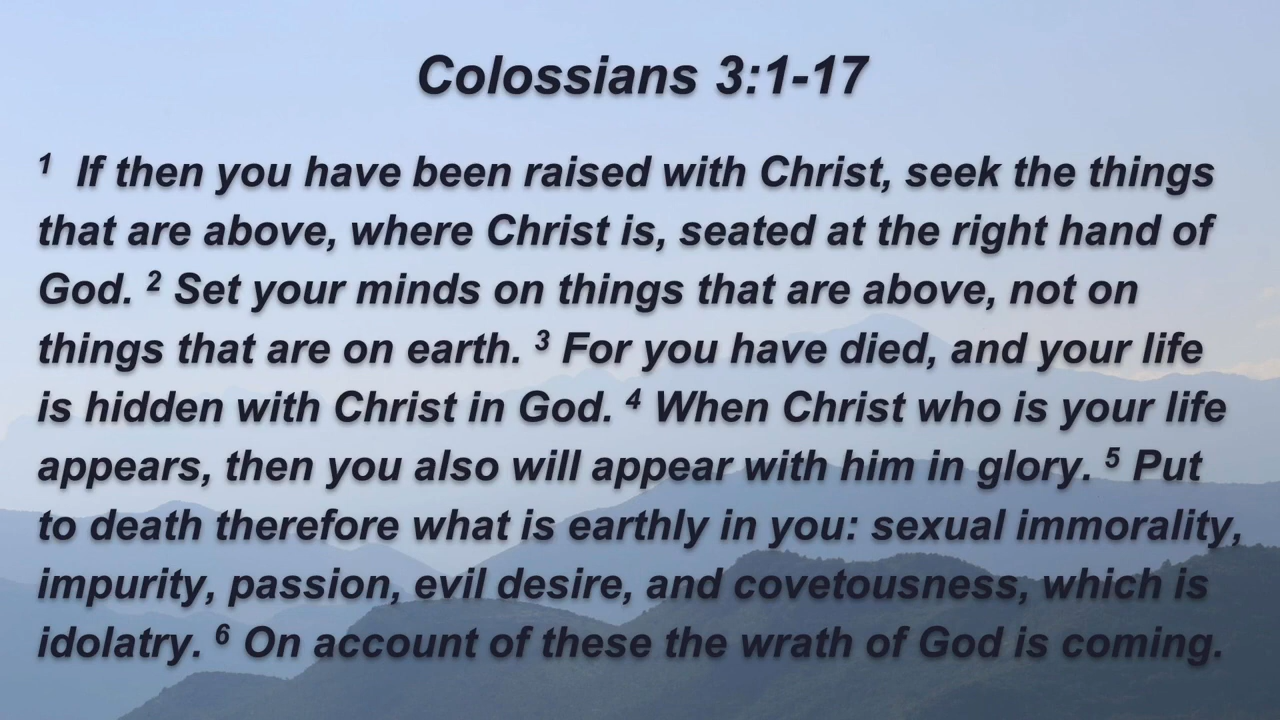 Colossians 3:1-17
1 If then you have been raised with Christ, seek the things
that are above, where Christ is, seated at the right hand of
God. 2 Set your minds on things that are above, not on
things that are on earth. 3 For you have died, and your life
is hidden with Christ in God. 4 When Christ who is your life
appears, then you also will appear with him in glory. 5 Put
to death therefore what is earthly in you: sexual immorality,
impurity, passion, evil desire, and covetousness, which is
idolatry. 6 On account of these the wrath of God is coming.